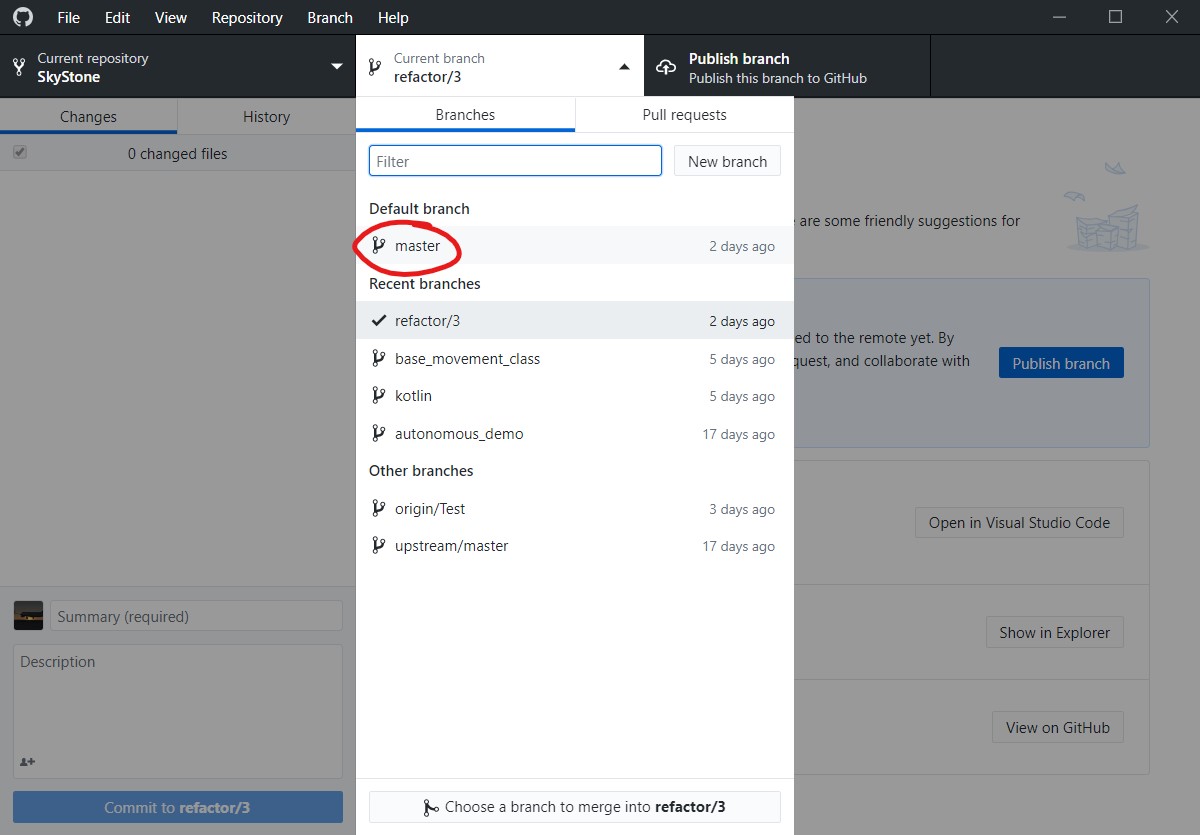 File Edit View Repository Branch Help
Current repository
SkyStone
Current branch
refactor/3
Publish branch
Publish this branch to GitHub
Changes History
0 changed files
Branches Pull requests
Filter New branch
Default branch
master 2 days ago
Recent branches
refactor/3 2 days ago
base_movement_class 5 days ago
kotlin 5 days ago
autonomous_demo 17 days ago
Other branches
origin/Test 3 days ago
upstream/master 17 days ago
Choose a branch to merge into refactor/3
are some friendly suggestions for
to the remote yet. By
and collaborate with
Publish branch
Open in Visual Studio Code
Show in Explorer
View on GitHub
Summary (required)
Description
Commit to refactor/3